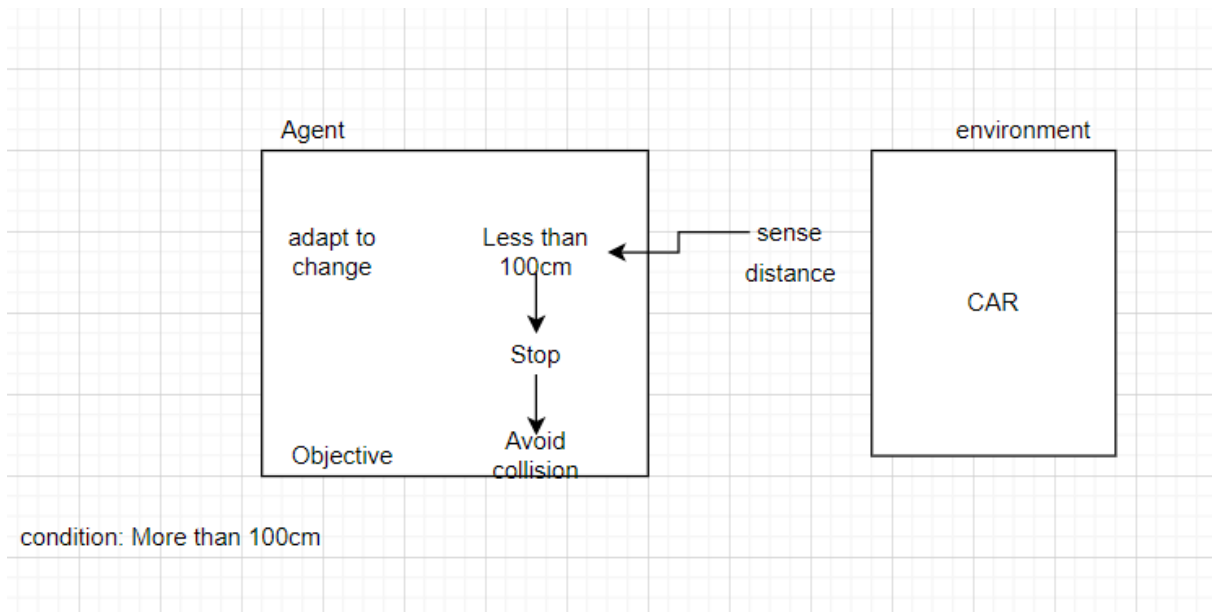 Agent
environment
adapt to
change
Less than
100cm
sense
distance
CAR
Stop
Objective
Avoid
collision
condition: More than 100cm